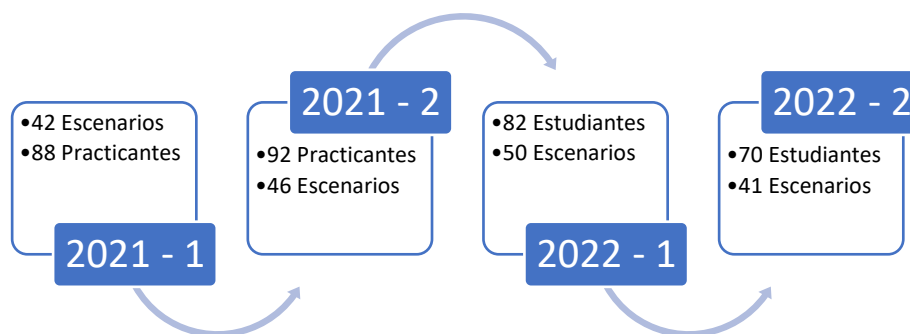 •42 Escenarios
•88 Practicantes
2021 - 1
2021 - 2
•92 Practicantes
•46 Escenarios
•82 Estudiantes
•50 Escenarios
2022 - 1
2022 - 2
•70 Estudiantes
•41 Escenarios